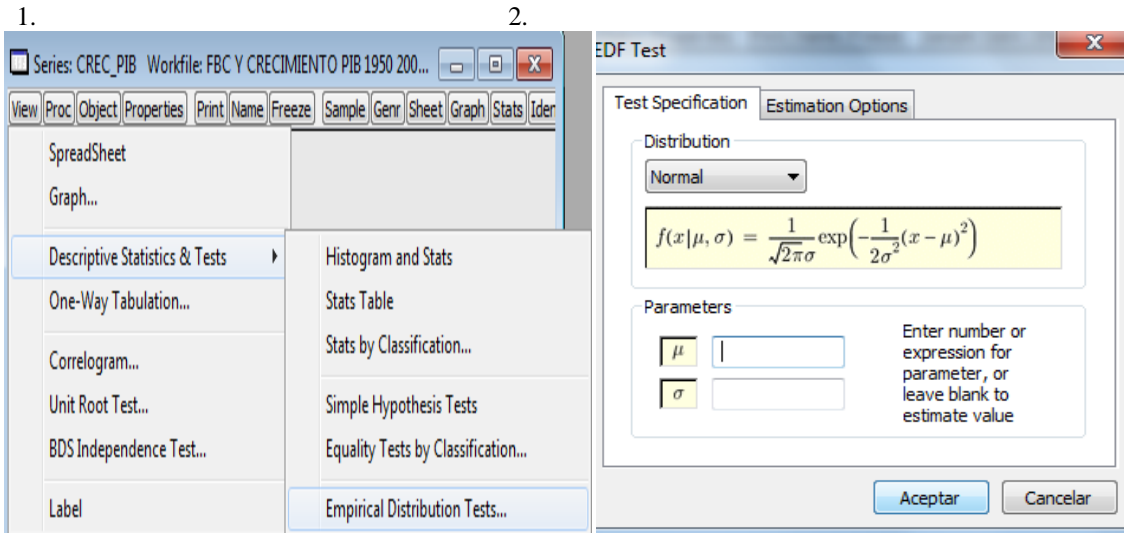 1.
2.
Series: CREC_PIB Workfile: FBC Y CRECIMIENTO PIB 1950 200...
View Proc Object Properties Print Name Freeze Sample Genr Sheet Graph Stats Iden
SpreadSheet
Graph...
Descriptive Statistics & Tests
One-Way Tabulation...
Correlogram...
Unit Root Test...
BDS Independence Test...
Label
Histogram and Stats
Stats Table
Stats by Classification...
Simple Hypothesis Tests
Equality Tests by Classification...
Empirical Distribution Tests...
EDF Test
Test Specification Estimation Options
Distribution
Normal
f(x|μ, σ) = 1/(√2πσ) exp(−1/(2σ²)(x − μ)²)
Parameters
μ
σ
Enter number or
expression for
parameter, or
leave blank to
estimate value
Aceptar Cancelar